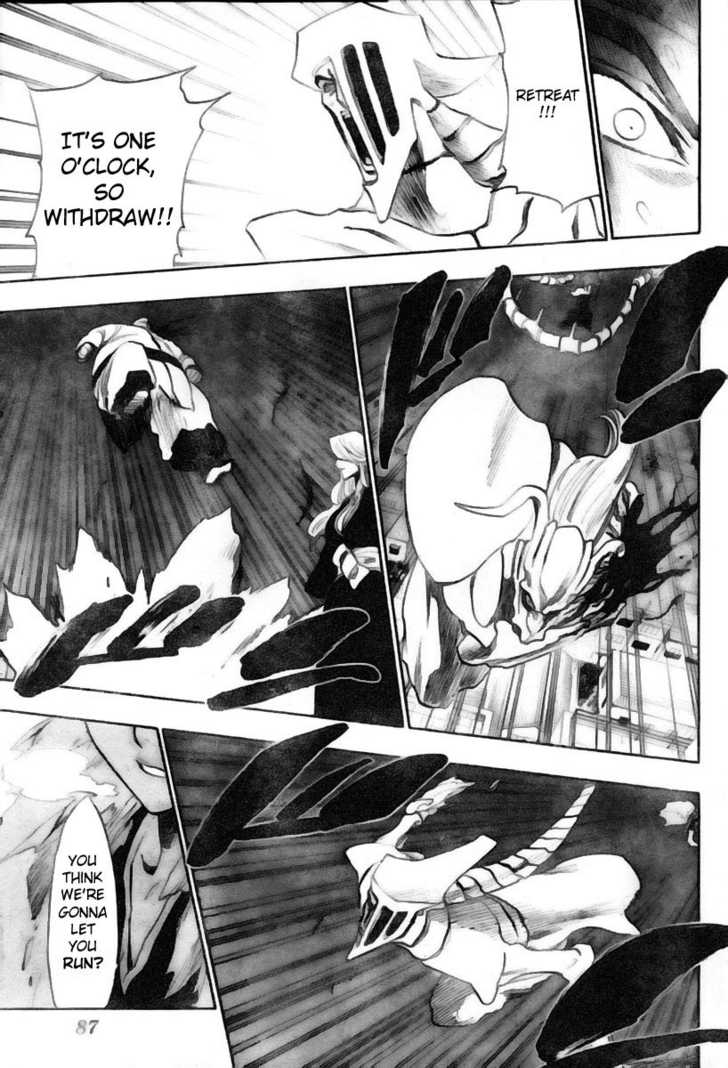 RETREAT
!!!
IT'S ONE
O'CLOCK,
SO
WITHDRAW!!
YOU
THINK
WE'RE
GONNA
LET
YOU
RUN?
87